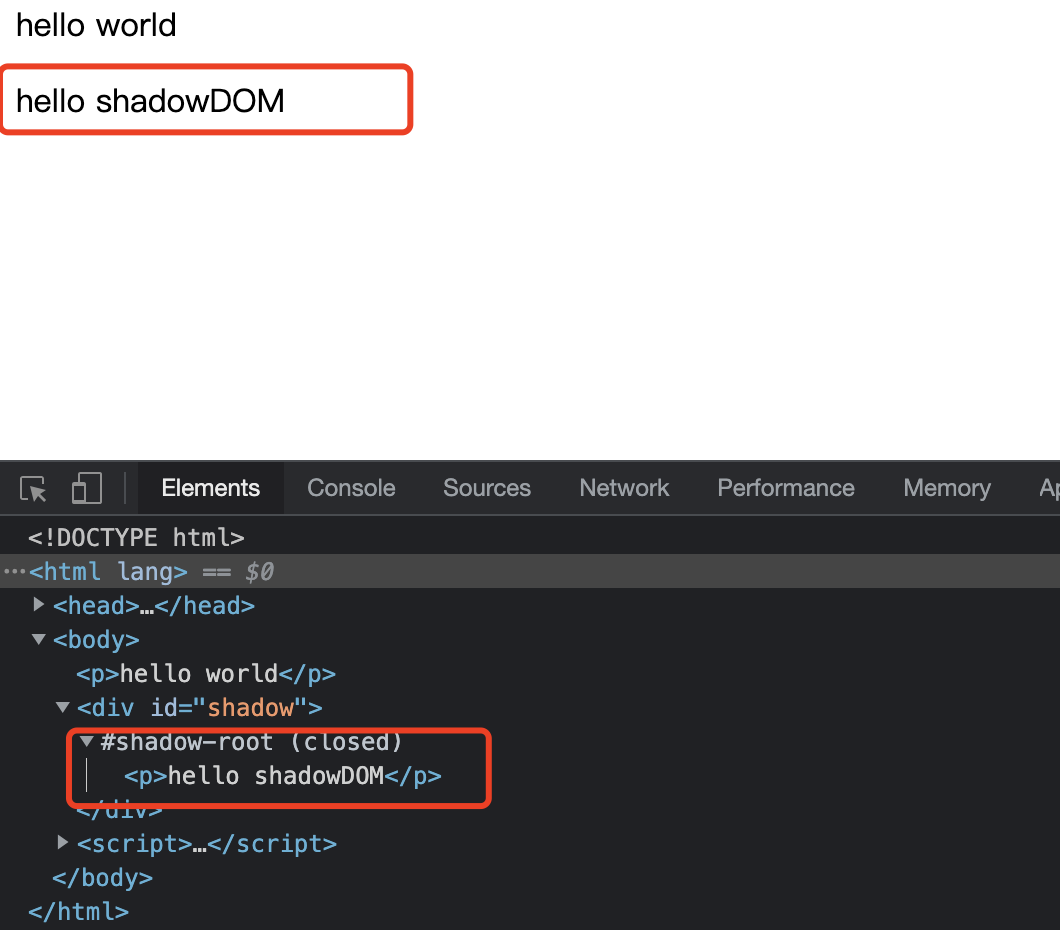 hello world
hello shadowDOM
Elements Console Sources Network Performance Memory Ap
<!DOCTYPE html>
…<html lang> == $0
<head>…</head>
<body>
<p>hello world</p>
<div id="shadow">
#shadow-root (closed)
<p>hello shadowDOM</p>
</div>
<script>…</script>
</body>
</html>